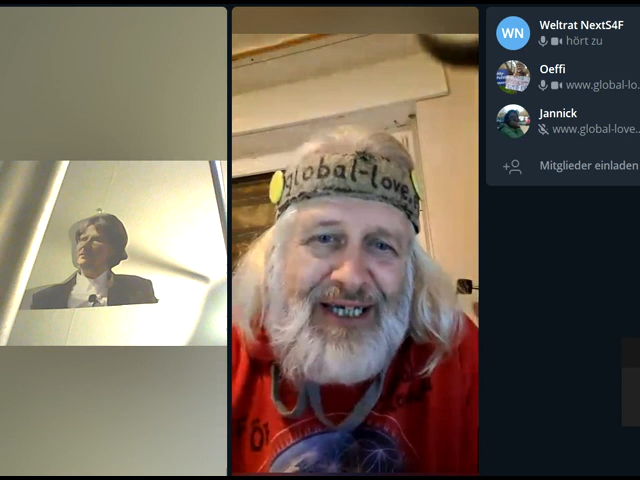 global-love.
WN
Weltrat NextS4F
hört zu
Oeffi
www.global-lo..
Jannick
www.global-love..
Mitglieder einladen